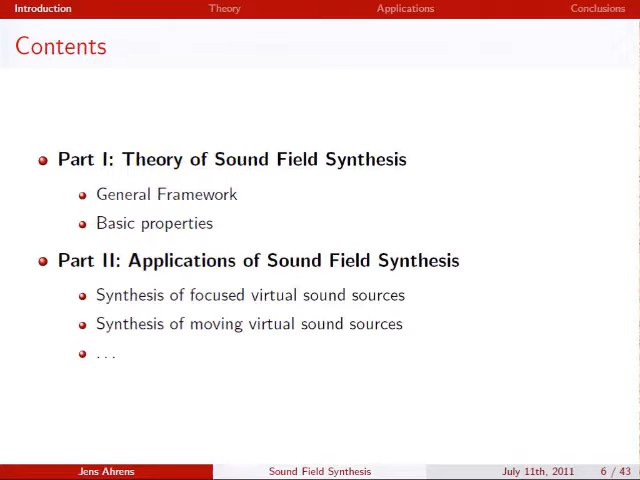 Introduction Theory Applications Conclusions
Contents
Part I: Theory of Sound Field Synthesis
General Framework
Basic properties
Part II: Applications of Sound Field Synthesis
Synthesis of focused virtual sound sources
Synthesis of moving virtual sound sources
...
Jens Ahrens Sound Field Synthesis July 11th, 2011 6 / 43